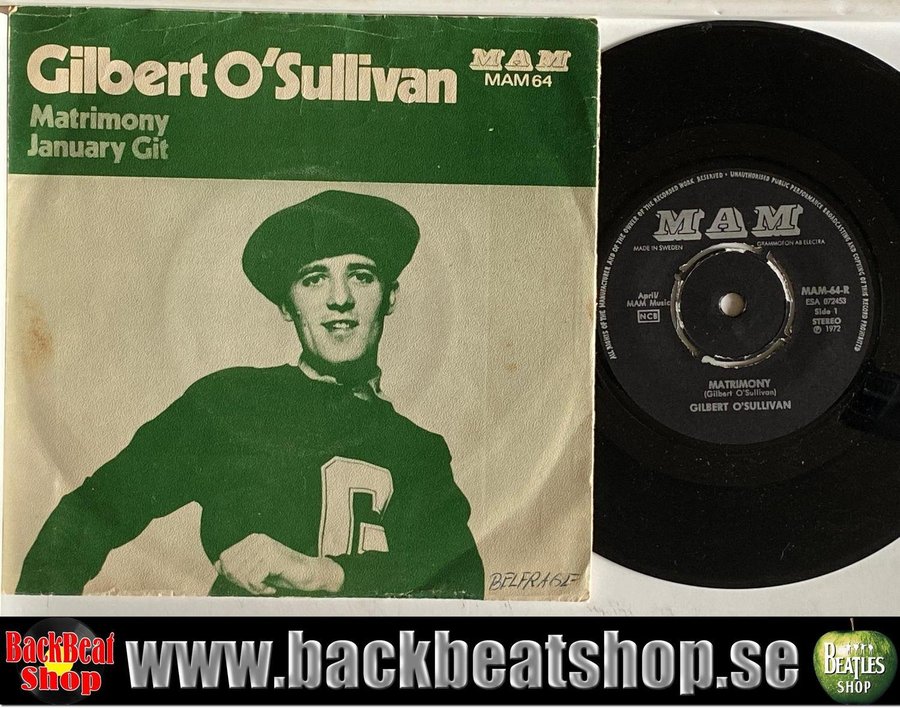 Gilbert O'Sullivan
MAM
MAM 64
Matrimony
January Git
G
BELFRAGE
ALL RIGHTS OF THE MANUFACTURER AND OF THE OWNER OF THE RECORDED WORK RESERVED • UNAUTHORISED PUBLIC PERFORMANCE BROADCASTING AND COPYING OF THIS RECORD PROHIBITED
MAM
MADE IN SWEDEN
GRAMMOFON AB ELECTRA
April/
MAM Music
NCB
MAM-64-R
ESA 072453
Side 1
STEREO
℗ 1972
MATRIMONY
(Gilbert O'Sullivan)
GILBERT O'SULLIVAN
BackBeat
Shop
www.backbeatshop.se
BEATLES
SHOP